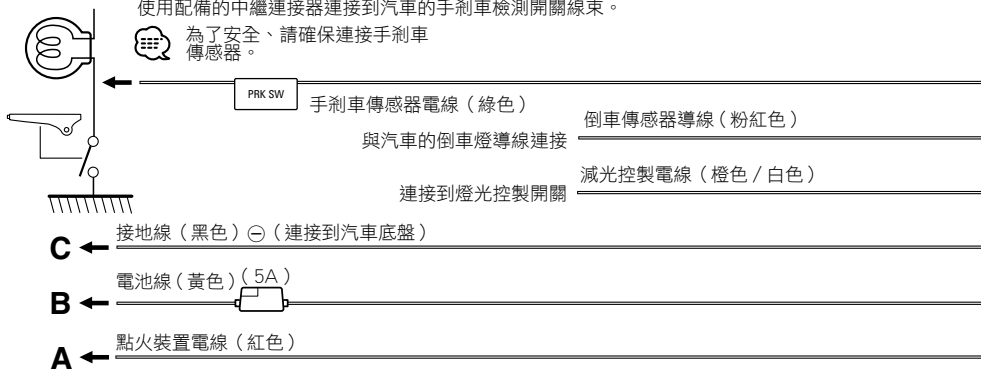 使用配備的中繼連接器連接到汽車的手剎車檢測開關線束。
為了安全、請確保連接手剎車
傳感器。
PRK SW
手剎車傳感器電線（綠色）
倒車傳感器導線（粉紅色）
與汽車的倒車燈導線連接
減光控製電線（橙色 / 白色）
連接到燈光控製開關
接地線（黑色）⊖（連接到汽車底盤）
C
電池線（黃色）（5A）
B
點火裝置電線（紅色）
A